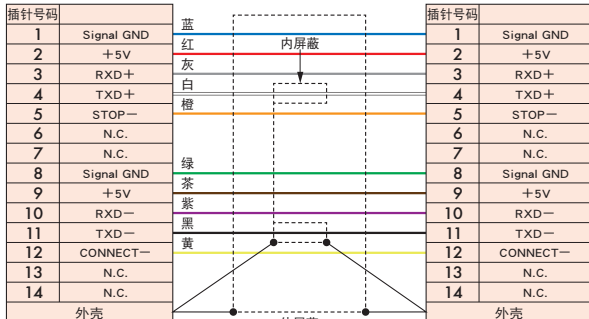 插针号码 插针号码
蓝
1 Signal GND 1 Signal GND
红 内屏蔽
2 +5V 2 +5V
灰
3 RXD+ 3 RXD+
白
4 TXD+ 4 TXD+
橙
5 STOP− 5 STOP−
6 N.C. 6 N.C.
7 N.C. 7 N.C.
绿
8 Signal GND 8 Signal GND
茶
9 +5V 9 +5V
紫
10 RXD− 10 RXD−
黑
11 TXD− 11 TXD−
黄
12 CONNECT− 12 CONNECT−
13 N.C. 13 N.C.
14 N.C. 14 N.C.
外壳 外壳